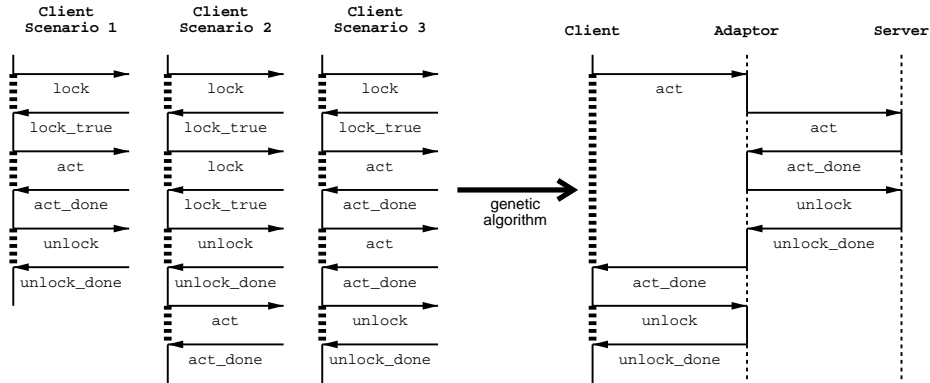 Client
Scenario 1
lock
lock_true
act
act_done
unlock
unlock_done
Client
Scenario 2
lock
lock_true
lock
lock_true
unlock
unlock_done
act
act_done
Client
Scenario 3
lock
lock_true
act
act_done
act
act_done
unlock
unlock_done
genetic
algorithm
Client Adaptor Server
act
act
act_done
unlock
unlock_done
act_done
unlock
unlock_done